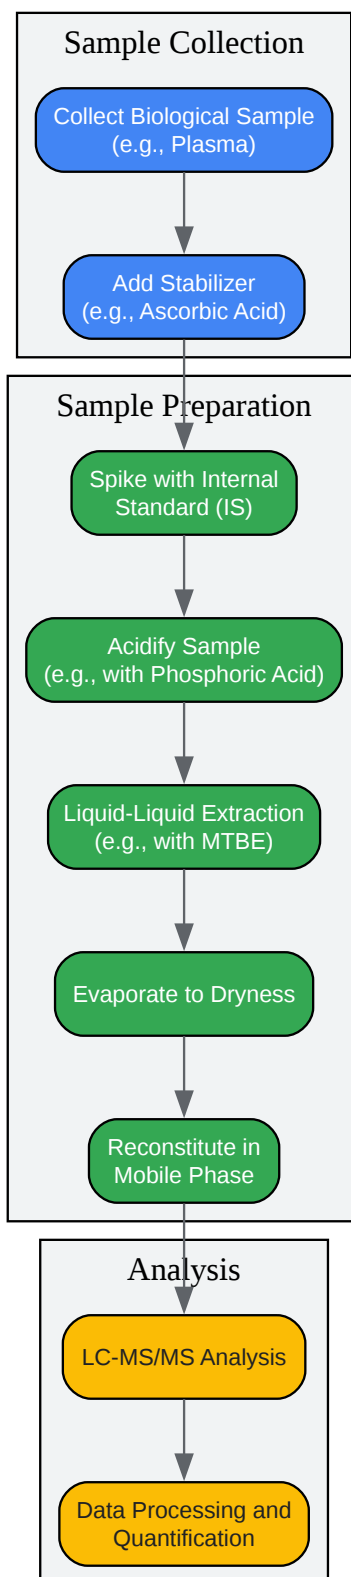 Sample Collection
Collect Biological Sample
(e.g., Plasma)
Add Stabilizer
(e.g., Ascorbic Acid)
Sample Preparation
Spike with Internal
Standard (IS)
Acidify Sample
(e.g., with Phosphoric Acid)
Liquid-Liquid Extraction
(e.g., with MTBE)
Evaporate to Dryness
Reconstitute in
Mobile Phase
Analysis
LC-MS/MS Analysis
Data Processing and
Quantification